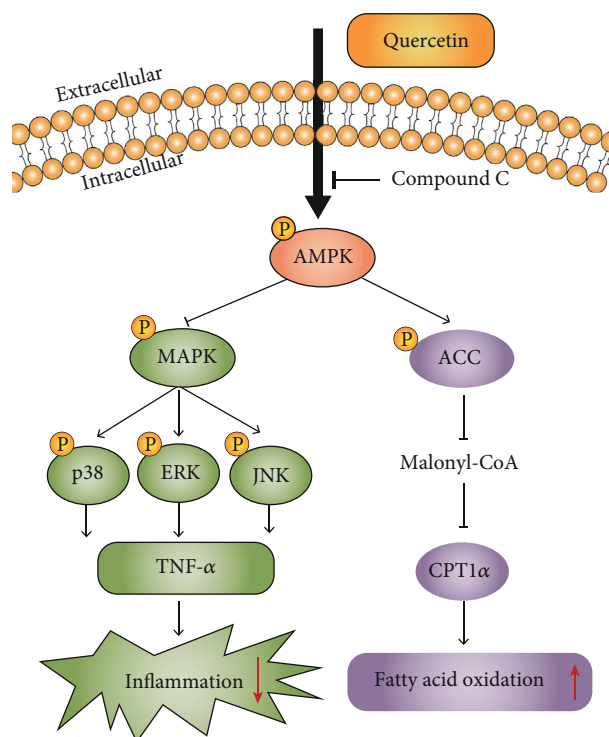 Quercetin
Extracellular
Intracellular
Compound C
P
AMPK
P
MAPK
P
ACC
P
p38
P
ERK
P
JNK
Malonyl-CoA
TNF-α
CPT1α
Inflammation
Fatty acid oxidation